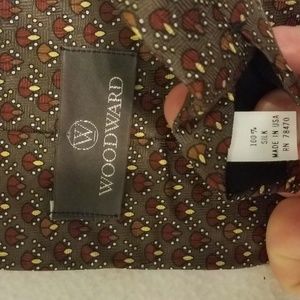 W
WOODWARD
100%
SILK
MADE IN USA
RN 78470